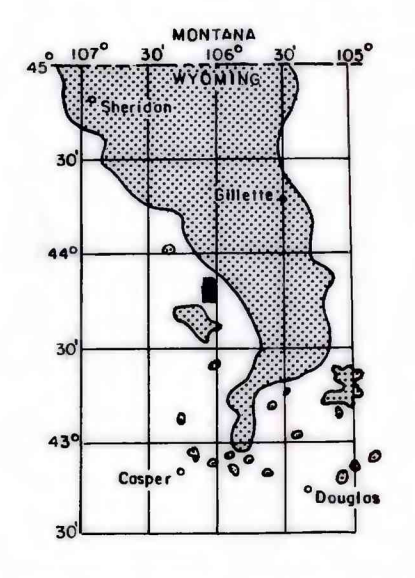 MONTANA
107° 30' 106° 30' 105°
45°
WYOMING
Sheridan
30'
Gillette
44°
30'
43°
Casper
Douglas
30'